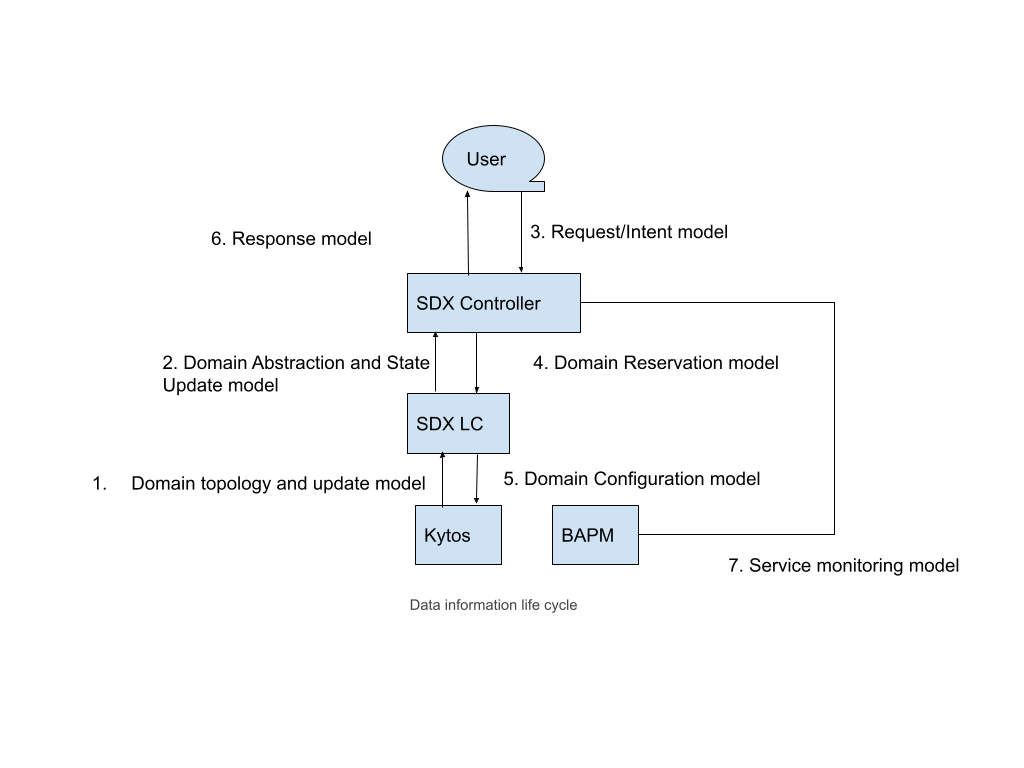 User
6. Response model
3. Request/Intent model
SDX Controller
2. Domain Abstraction and State
Update model
4. Domain Reservation model
SDX LC
1. Domain topology and update model
5. Domain Configuration model
Kytos
BAPM
7. Service monitoring model
Data information life cycle